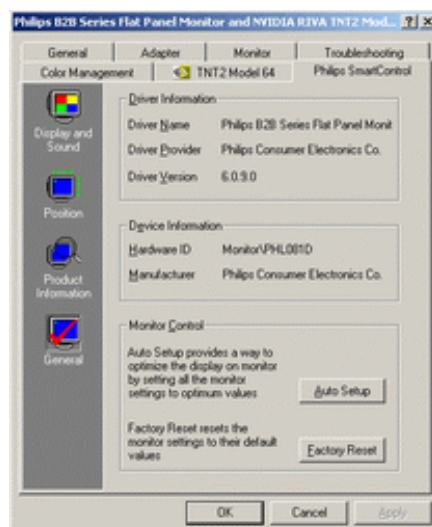 Philips B2B Series Flat Panel Monitor and NVIDIA RIVA TNT2 Mod...
General Adapter Monitor Troubleshooting
Color Management TNT2 Model 64 Philips SmartControl
Display and
Sound
Position
Product
Information
General
Driver Information
Driver Name Philips B2B Series Flat Panel Monit
Driver Provider Philips Consumer Electronics Co.
Driver Version 6.0.9.0
Device Information
Hardware ID Monitor\PHL081D
Manufacturer Philips Consumer Electronics Co.
Monitor Control
Auto Setup provides a way to
optimize the display on monitor
by setting all the monitor
settings to optimum values
Auto Setup
Factory Reset resets the
monitor settings to their default
values
Factory Reset
OK Cancel Apply